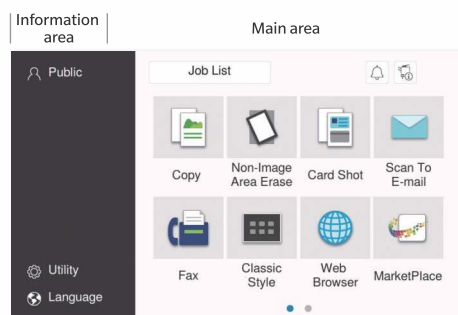 Information
area
Main area
Public
Job List
Copy
Non-Image
Area Erase
Card Shot
Scan To
E-mail
Fax
Classic
Style
Web
Browser
MarketPlace
Utility
Language